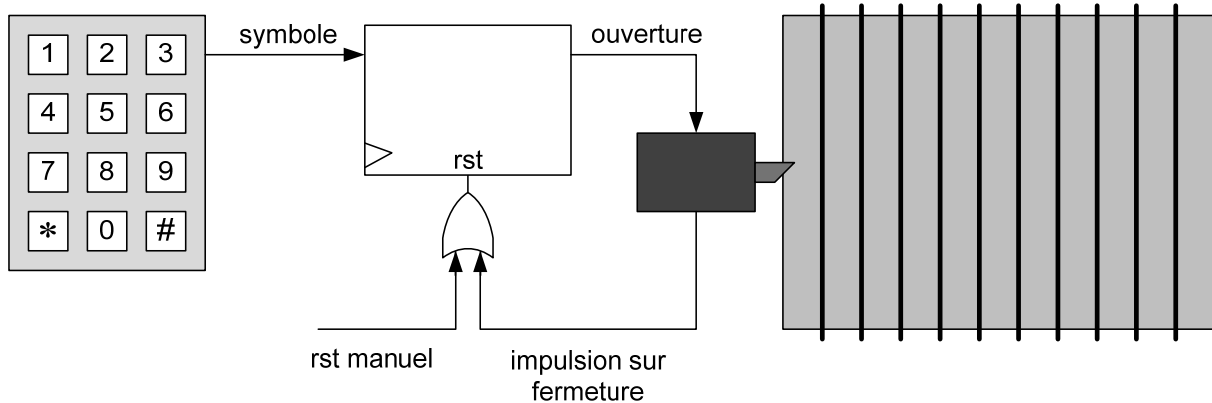 1 2 3
4 5 6
7 8 9
* 0 #
symbole
ouverture
rst
rst manuel
impulsion sur
fermeture